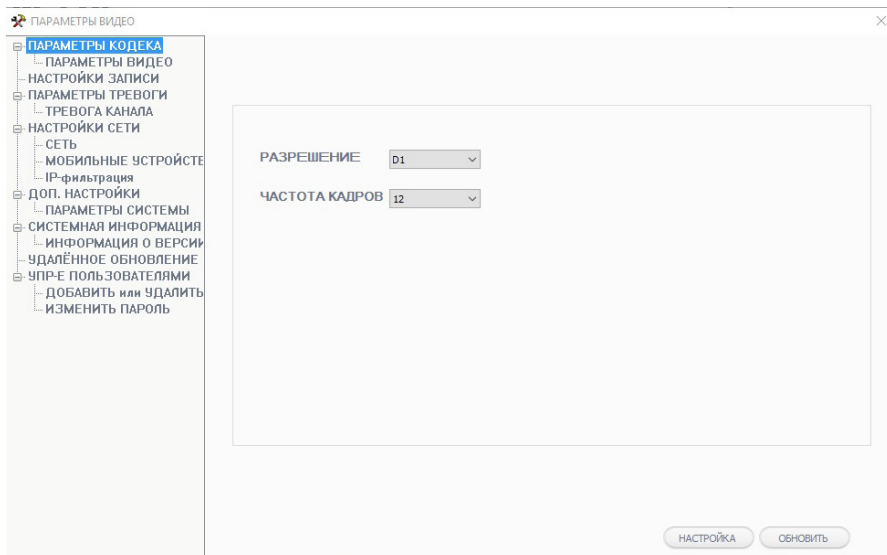 ПАРАМЕТРЫ ВИДЕО
ПАРАМЕТРЫ КОДЕКА
ПАРАМЕТРЫ ВИДЕО
НАСТРОЙКИ ЗАПИСИ
ПАРАМЕТРЫ ТРЕВОГИ
ТРЕВОГА КАНАЛА
НАСТРОЙКИ СЕТИ
СЕТЬ
МОБИЛЬНЫЕ УСТРОЙСТЕ
IP-фильтрация
ДОП. НАСТРОЙКИ
ПАРАМЕТРЫ СИСТЕМЫ
СИСТЕМНАЯ ИНФОРМАЦИЯ
ИНФОРМАЦИЯ О ВЕРСИИ
УДАЛЁННОЕ ОБНОВЛЕНИЕ
УПР-Е ПОЛЬЗОВАТЕЛЯМИ
ДОБАВИТЬ или УДАЛИТЬ
ИЗМЕНИТЬ ПАРОЛЬ
РАЗРЕШЕНИЕ D1
ЧАСТОТА КАДРОВ 12
НАСТРОЙКА ОБНОВИТЬ